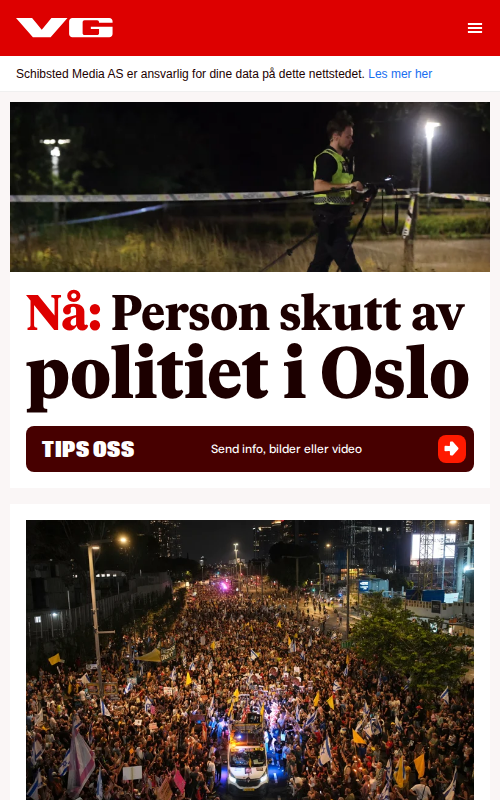 VG
Schibsted Media AS er ansvarlig for dine data på dette nettstedet. Les mer her
Nå: Person skutt av
politiet i Oslo
TIPS OSS
Send info, bilder eller video